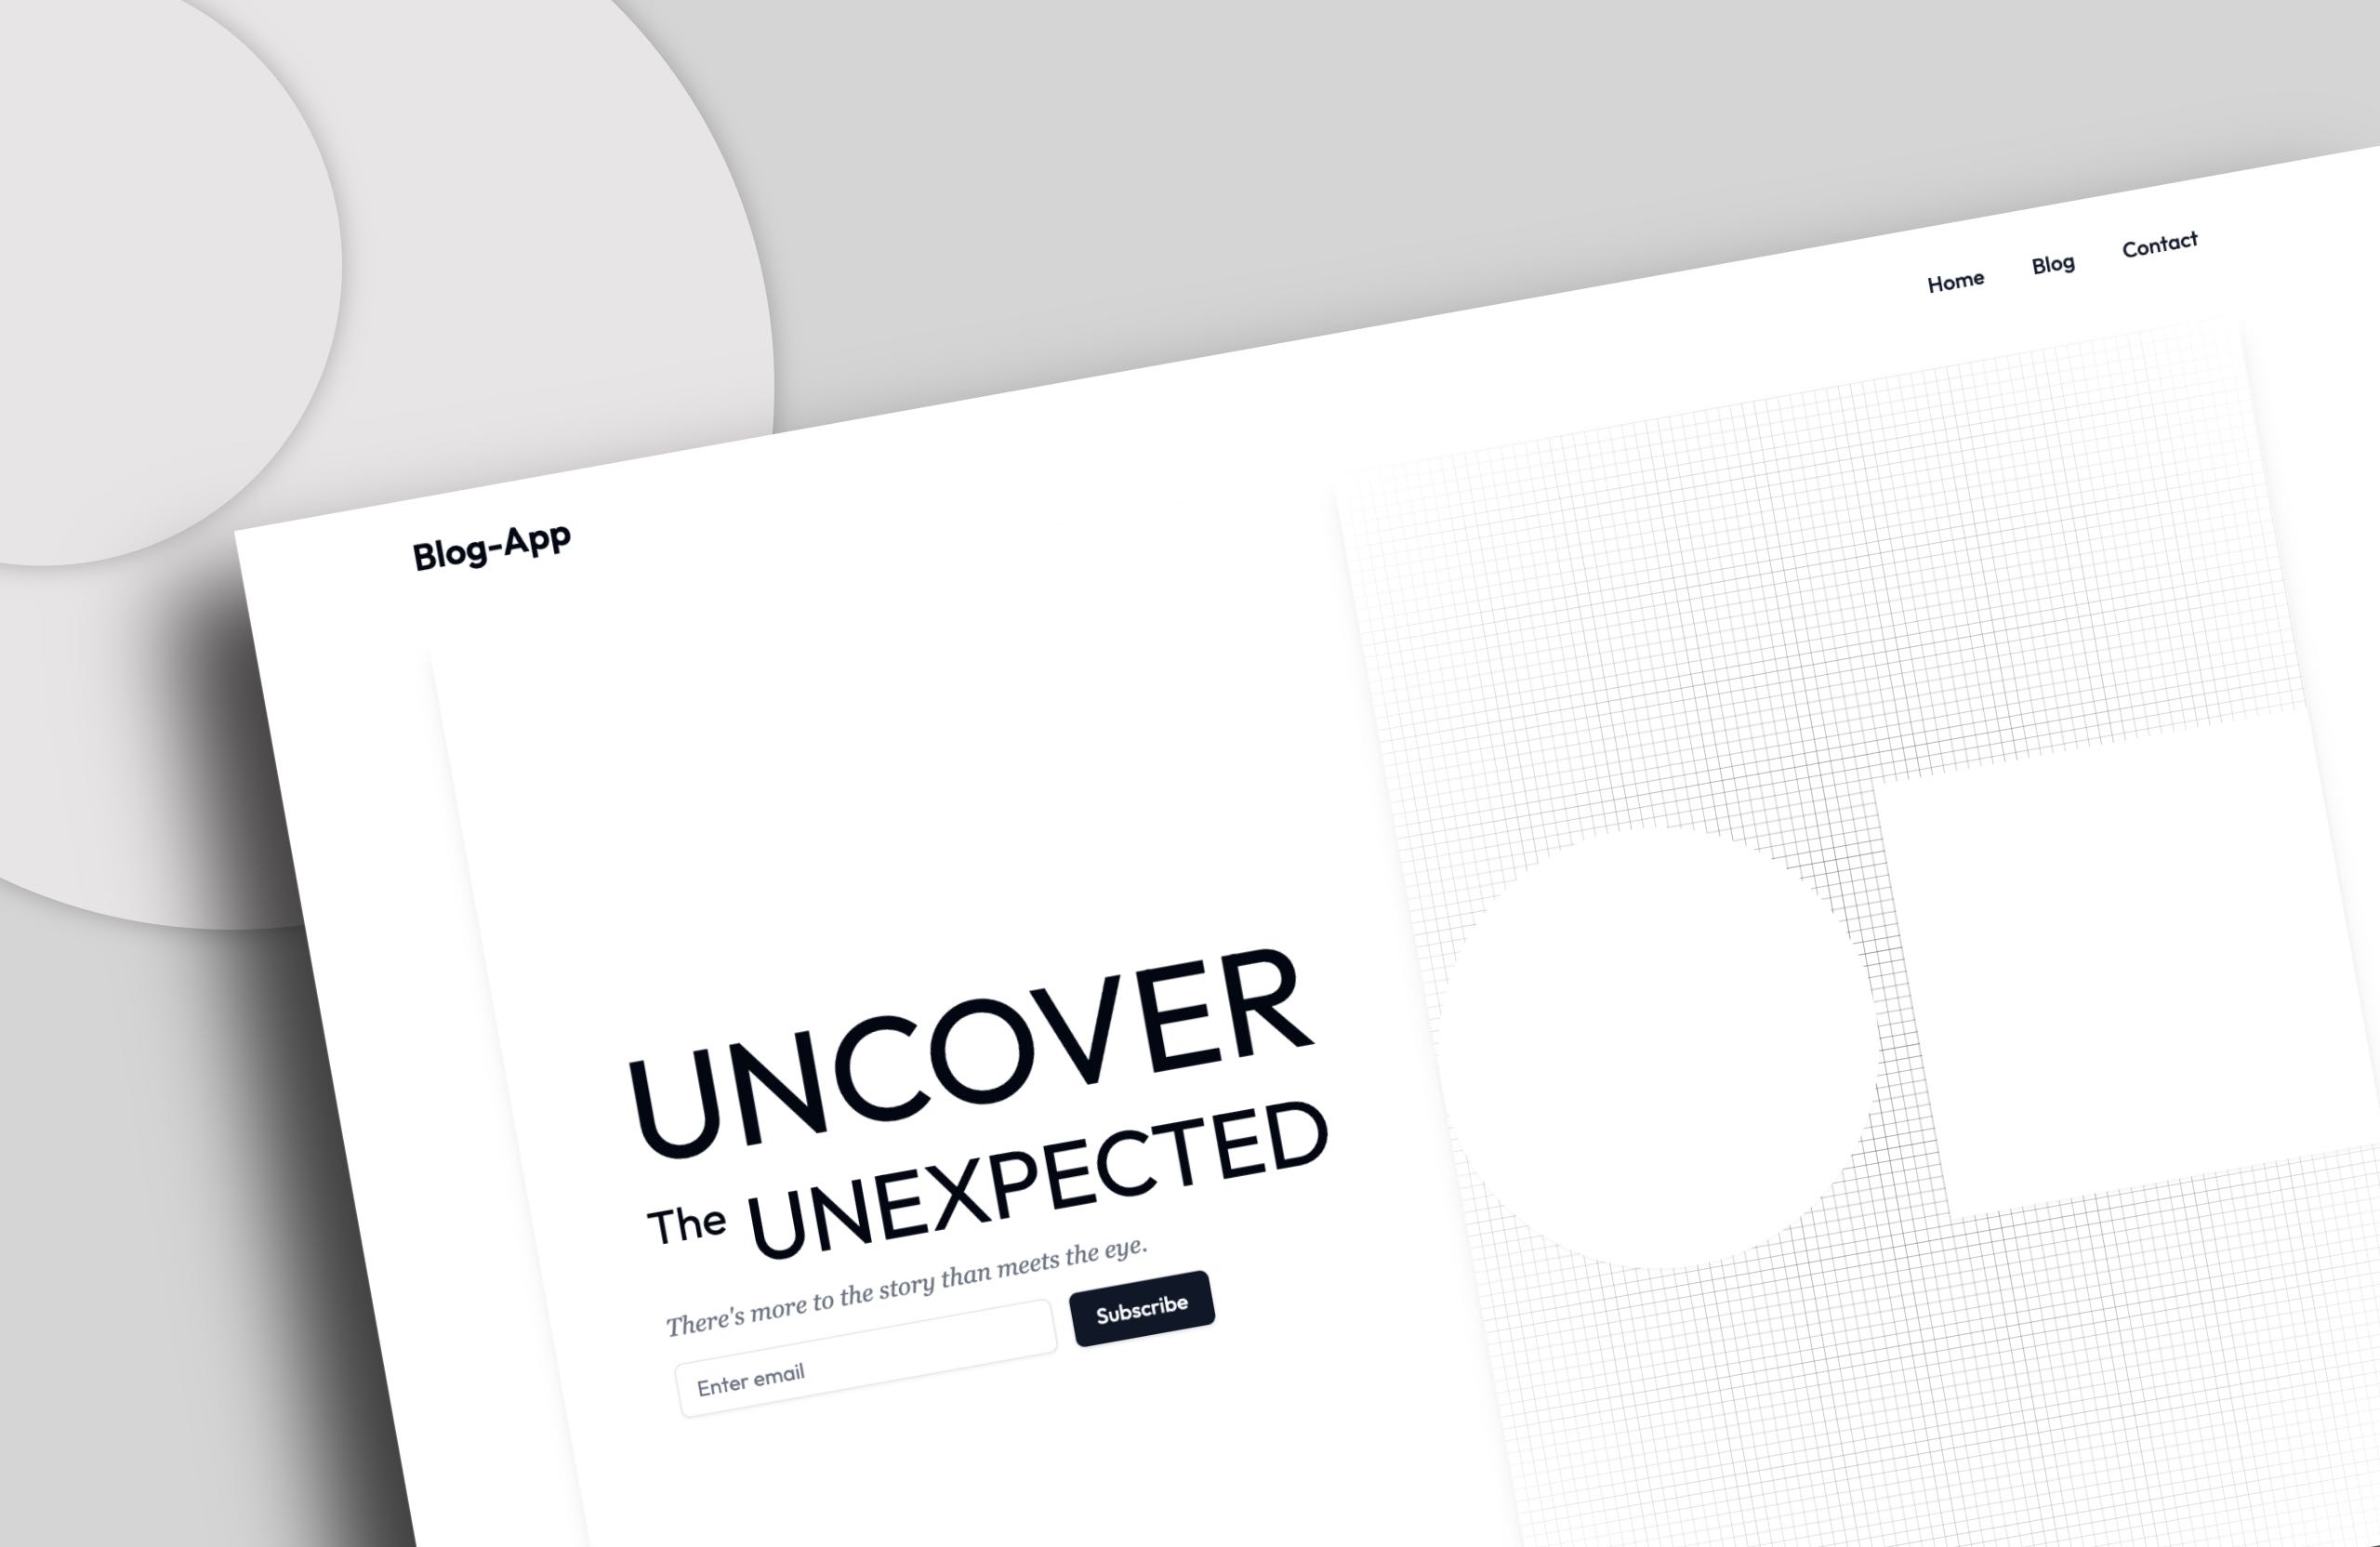 Blog-App
Home Blog Contact
UNCOVER
The UNEXPECTED
There's more to the story than meets the eye.
Enter email
Subscribe